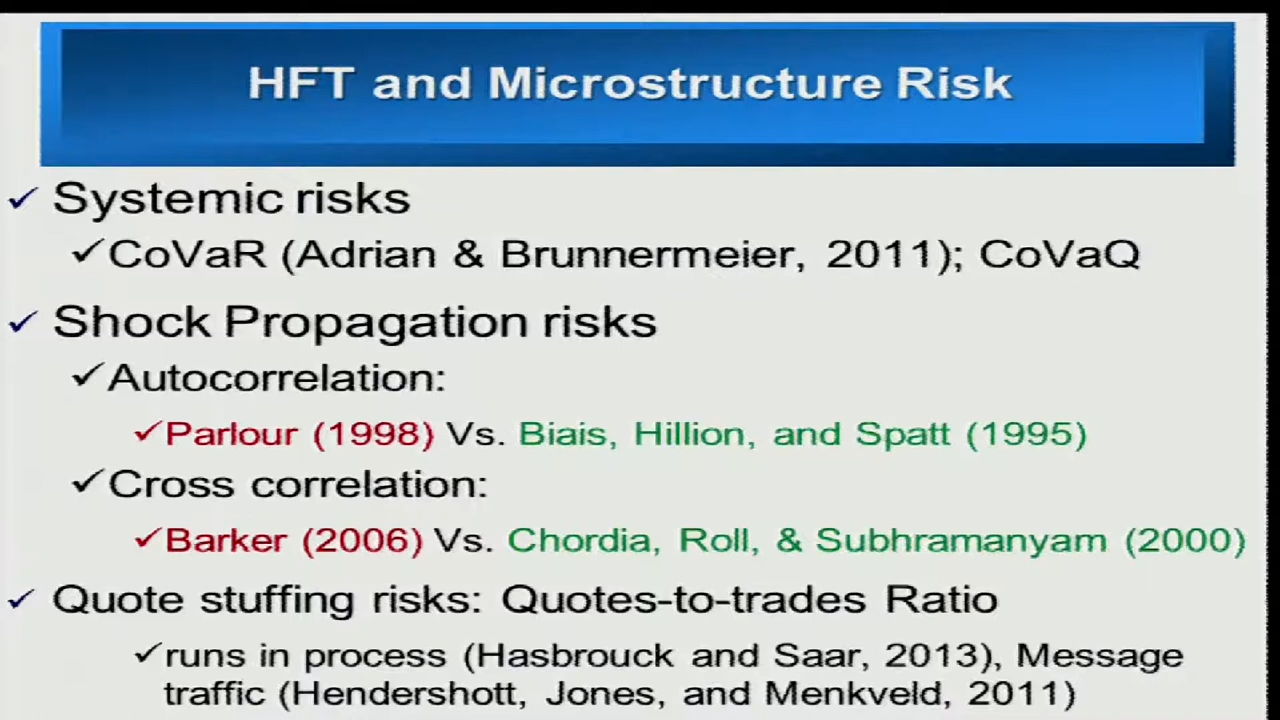 HFT and Microstructure Risk
Systemic risks
CoVaR (Adrian & Brunnermeier, 2011); CoVaQ
Shock Propagation risks
Autocorrelation:
Parlour (1998) Vs. Biais, Hillion, and Spatt (1995)
Cross correlation:
Barker (2006) Vs. Chordia, Roll, & Subhramanyam (2000)
Quote stuffing risks: Quotes-to-trades Ratio
runs in process (Hasbrouck and Saar, 2013), Message
traffic (Hendershott, Jones, and Menkveld, 2011)